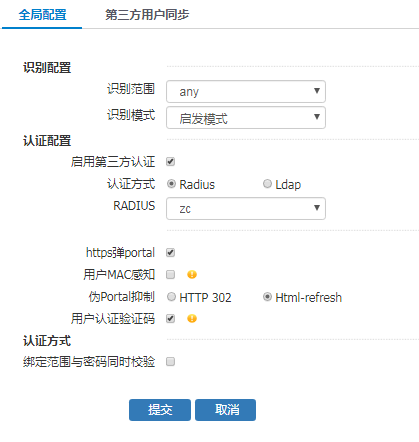 全局配置 第三方用户同步
识别配置
识别范围 any
识别模式 启发模式
认证配置
启用第三方认证
认证方式 Radius Ldap
RADIUS zc
https弹portal
用户MAC感知
伪Portal抑制 HTTP 302 Html-refresh
用户认证验证码
认证方式
绑定范围与密码同时校验
提交 取消